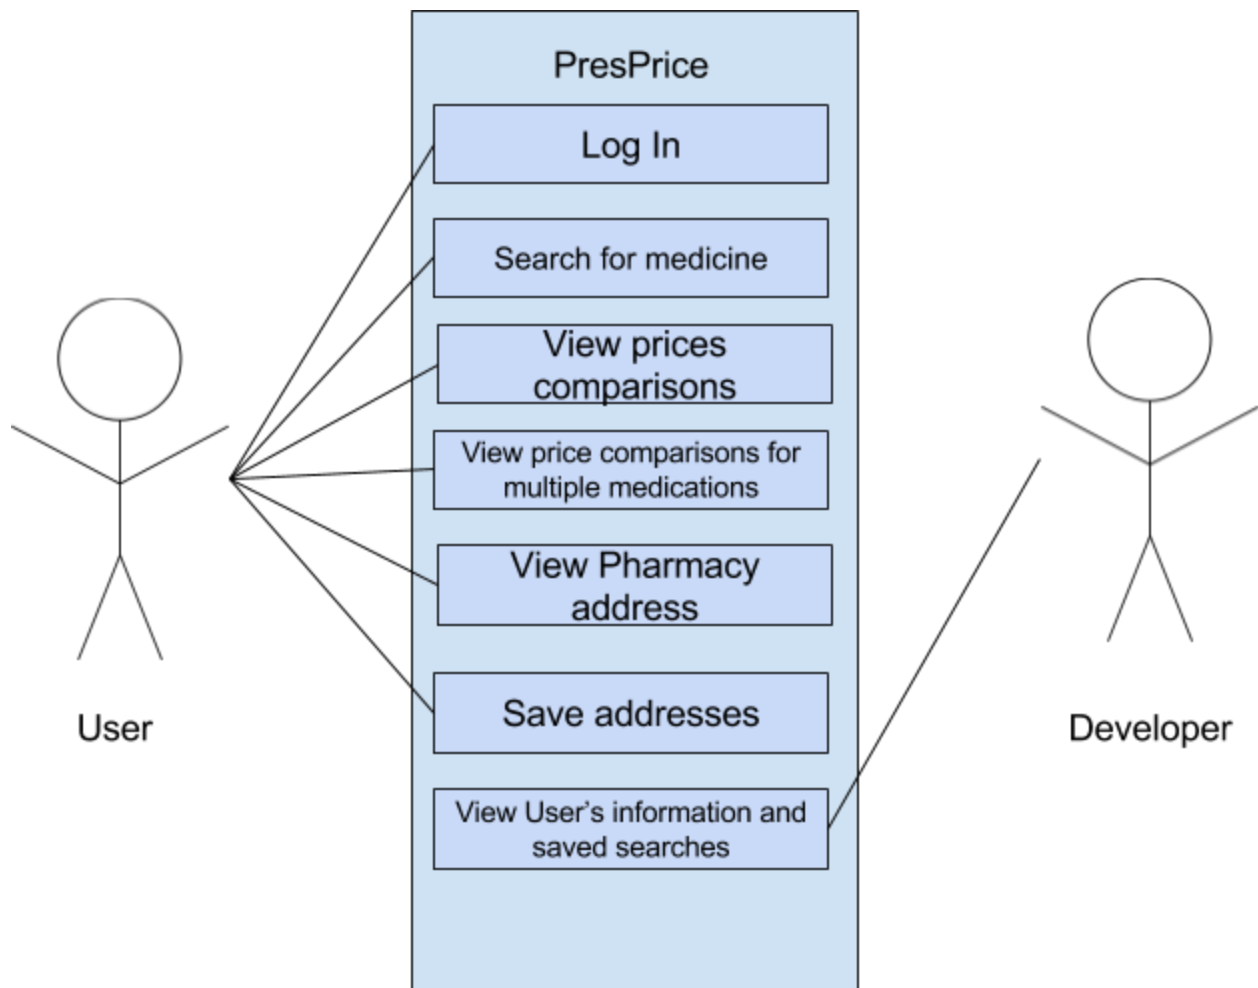 PresPrice
Log In
Search for medicine
View prices
comparisons
View price comparisons for
multiple medications
View Pharmacy
address
Save addresses
View User’s information and
saved searches
User
Developer